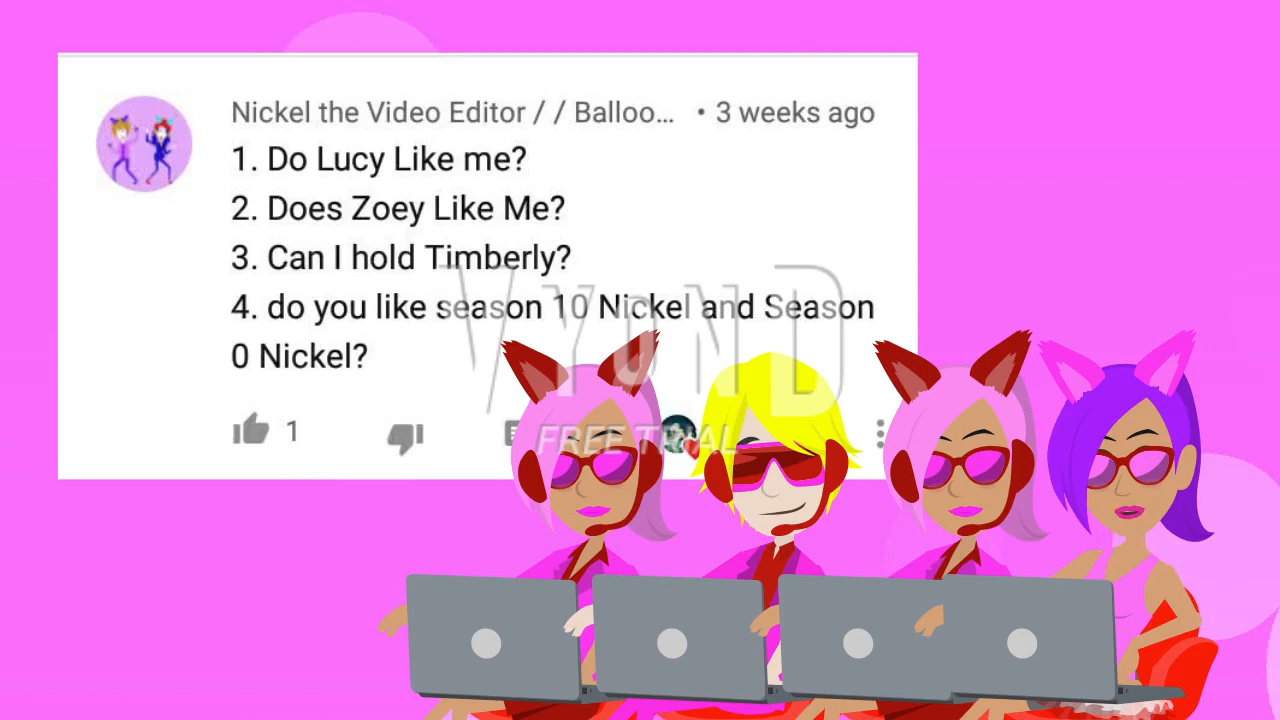 Nickel the Video Editor / / Balloo... • 3 weeks ago
1. Do Lucy Like me?
2. Does Zoey Like Me?
3. Can I hold Timberly?
4. do you like season 10 Nickel and Season
0 Nickel?
1
VYOND
FREE TRIAL